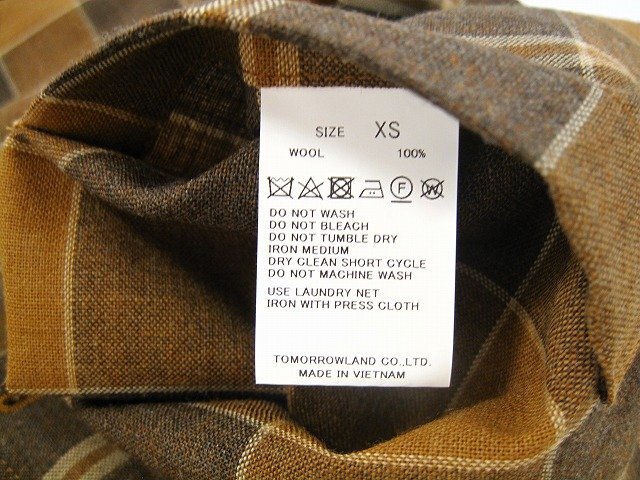 SIZE XS
WOOL 100%
F W
DO NOT WASH
DO NOT BLEACH
DO NOT TUMBLE DRY
IRON MEDIUM
DRY CLEAN SHORT CYCLE
DO NOT MACHINE WASH
USE LAUNDRY NET
IRON WITH PRESS CLOTH
TOMORROWLAND CO.,LTD.
MADE IN VIETNAM